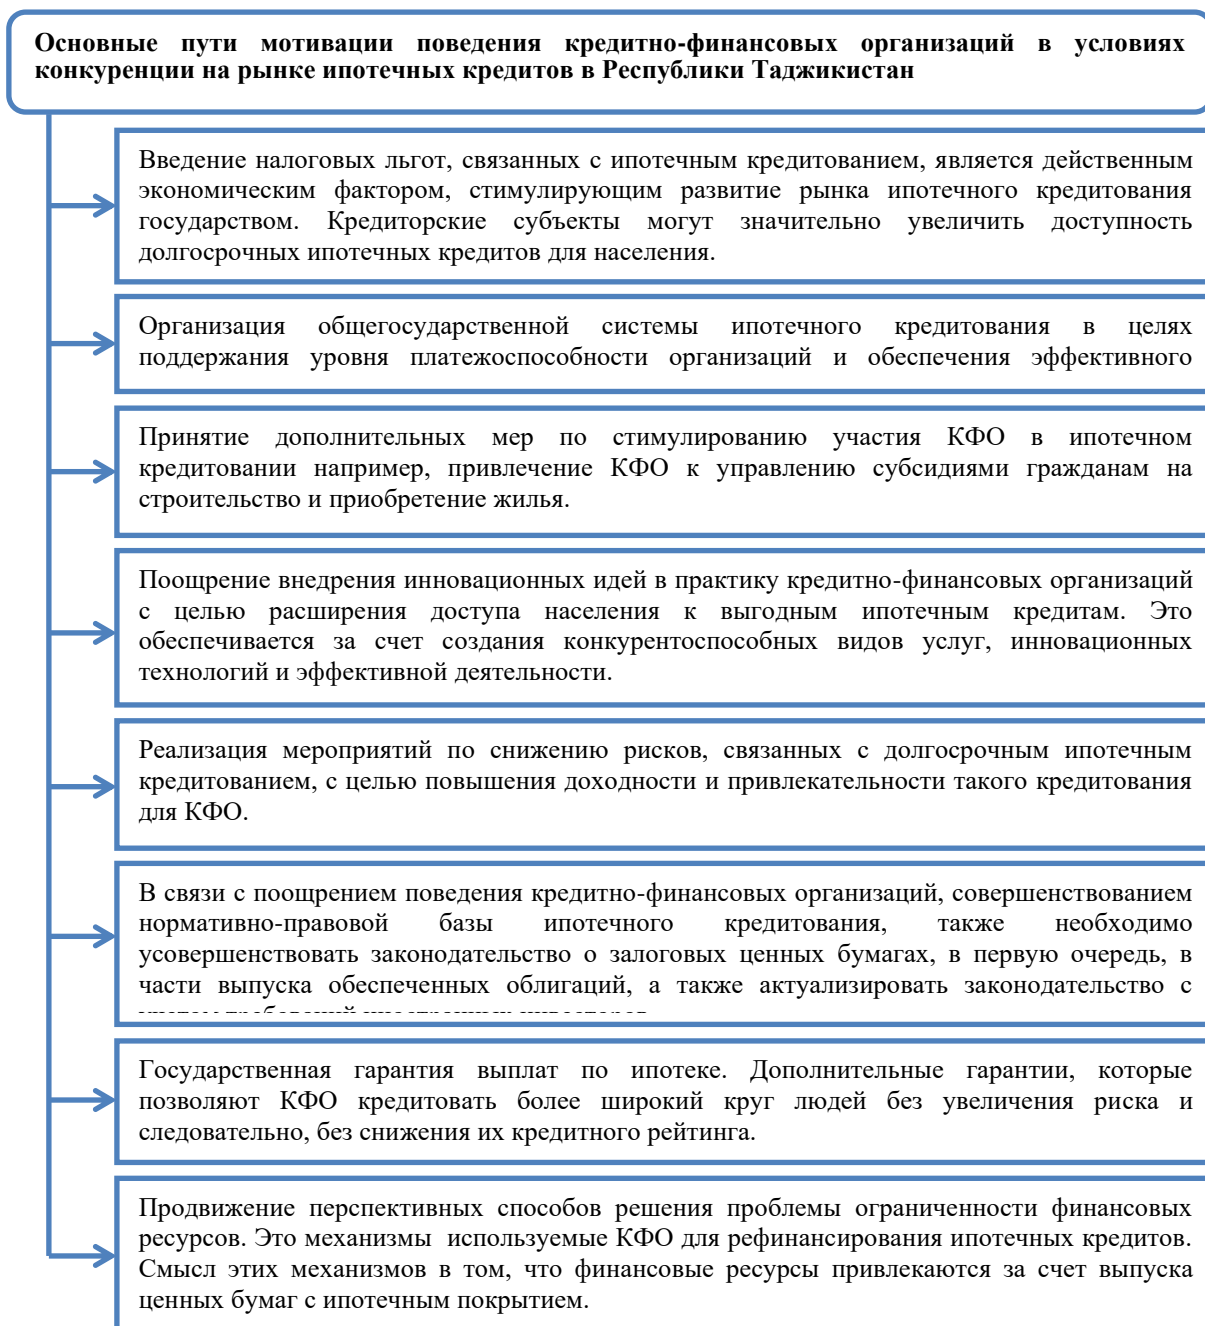 Основные пути мотивации поведения кредитно-финансовых организаций в условиях
конкуренции на рынке ипотечных кредитов в Республики Таджикистан
Введение налоговых льгот, связанных с ипотечным кредитованием, является действенным
экономическим фактором, стимулирующим развитие рынка ипотечного кредитования
государством. Кредиторские субъекты могут значительно увеличить доступность
долгосрочных ипотечных кредитов для населения.
Организация общегосударственной системы ипотечного кредитования в целях
поддержания уровня платежоспособности организаций и обеспечения эффективного
Принятие дополнительных мер по стимулированию участия КФО в ипотечном
кредитовании например, привлечение КФО к управлению субсидиями гражданам на
строительство и приобретение жилья.
Поощрение внедрения инновационных идей в практику кредитно-финансовых организаций
с целью расширения доступа населения к выгодным ипотечным кредитам. Это
обеспечивается за счет создания конкурентоспособных видов услуг, инновационных
технологий и эффективной деятельности.
Реализация мероприятий по снижению рисков, связанных с долгосрочным ипотечным
кредитованием, с целью повышения доходности и привлекательности такого кредитования
для КФО.
В связи с поощрением поведения кредитно-финансовых организаций, совершенствованием
нормативно-правовой базы ипотечного кредитования, также необходимо
усовершенствовать законодательство о залоговых ценных бумагах, в первую очередь, в
части выпуска обеспеченных облигаций, а также актуализировать законодательство с
Государственная гарантия выплат по ипотеке. Дополнительные гарантии, которые
позволяют КФО кредитовать более широкий круг людей без увеличения риска и
следовательно, без снижения их кредитного рейтинга.
Продвижение перспективных способов решения проблемы ограниченности финансовых
ресурсов. Это механизмы используемые КФО для рефинансирования ипотечных кредитов.
Смысл этих механизмов в том, что финансовые ресурсы привлекаются за счет выпуска
ценных бумаг с ипотечным покрытием.